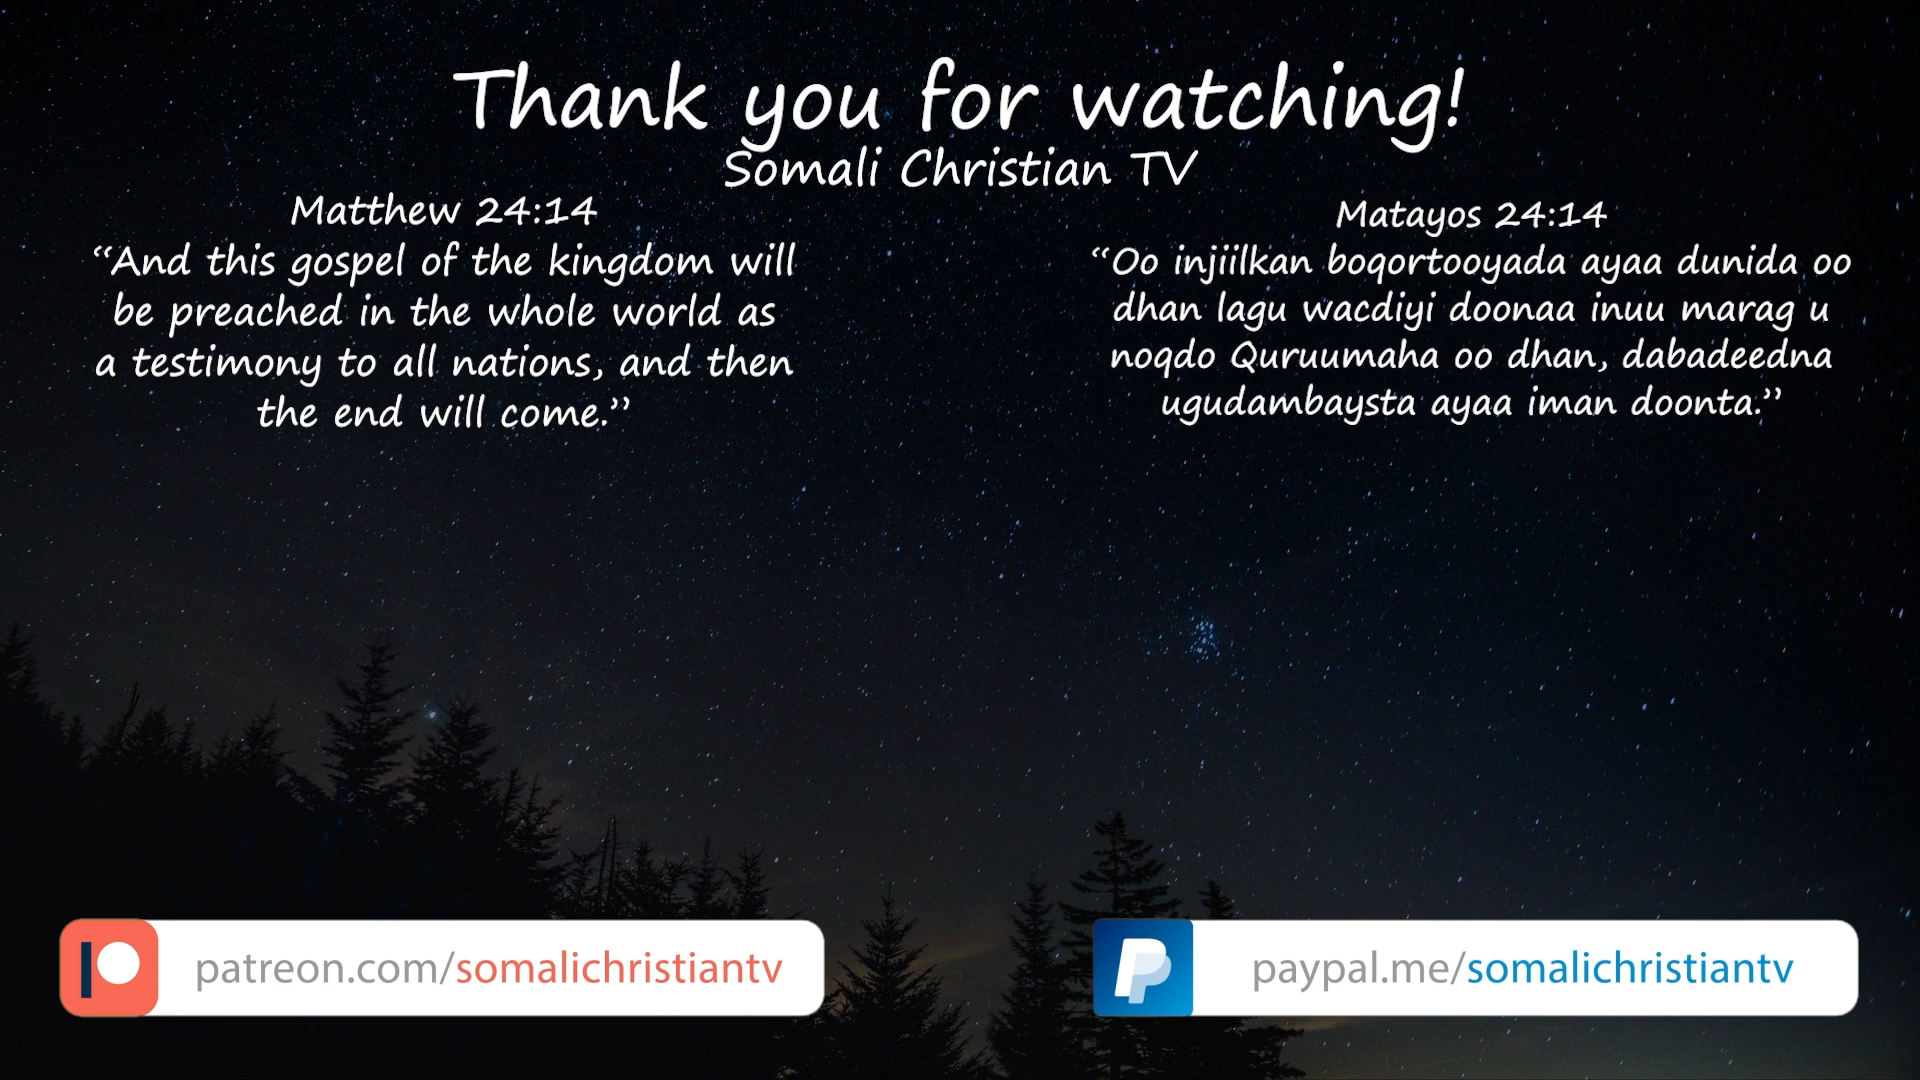 Thank you for watching!
Somali Christian TV
Matthew 24:14
“And this gospel of the kingdom will
be preached in the whole world as
a testimony to all nations, and then
the end will come.”
Matayos 24:14
“Oo injiilkan boqortooyada ayaa dunida oo
dhan lagu wacdiyi doonaa inuu marag u
noqdo Quruumaha oo dhan, dabadeedna
ugudambaysta ayaa iman doonta.”
patreon.com/somalichristiantv
paypal.me/somalichristiantv